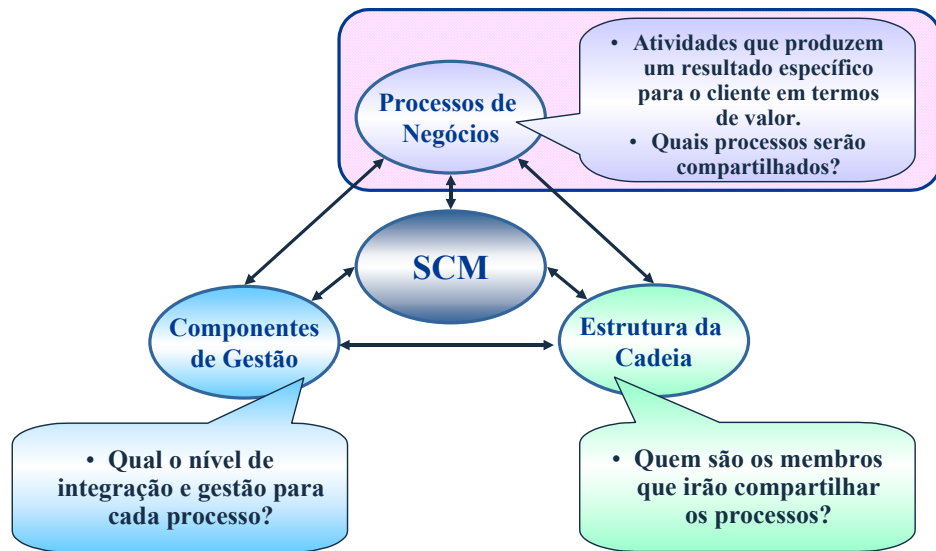 • Atividades que produzem
um resultado específico
para o cliente em termos
de valor.
• Quais processos serão
compartilhados?
Processos de
Negócios
SCM
Componentes
de Gestão
Estrutura da
Cadeia
• Qual o nível de
integração e gestão para
cada processo?
• Quem são os membros
que irão compartilhar
os processos?